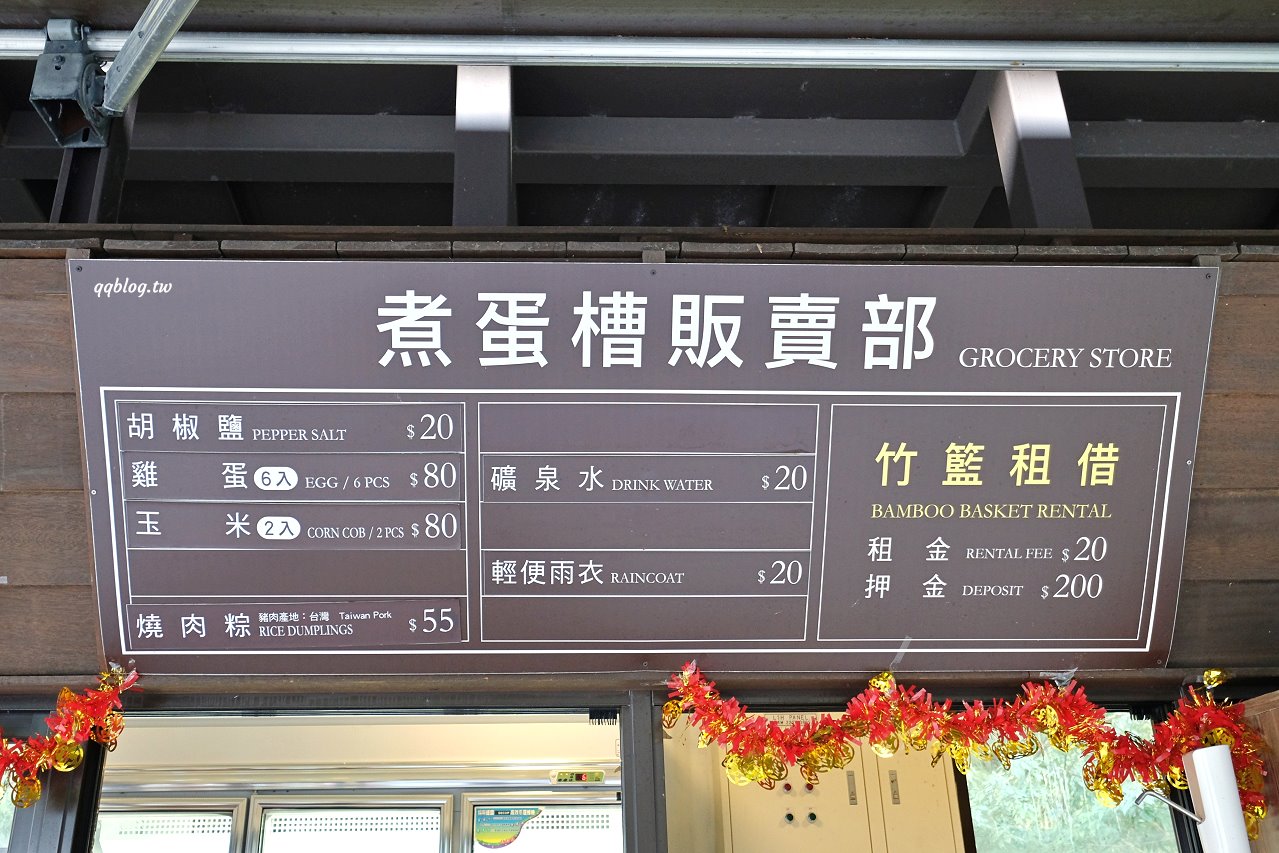 qqblog.tw
煮蛋槽販賣部 GROCERY STORE
胡椒鹽 PEPPER SALT $20
雞蛋 6入 EGG / 6 PCS $80
玉米 2入 CORN COB / 2 PCS $80
燒肉粽 豬肉產地：台灣 Taiwan Pork
RICE DUMPLINGS $55
礦泉水 DRINK WATER $20
輕便雨衣 RAINCOAT $20
竹籃租借
BAMBOO BASKET RENTAL
租金 RENTAL FEE $20
押金 DEPOSIT $200